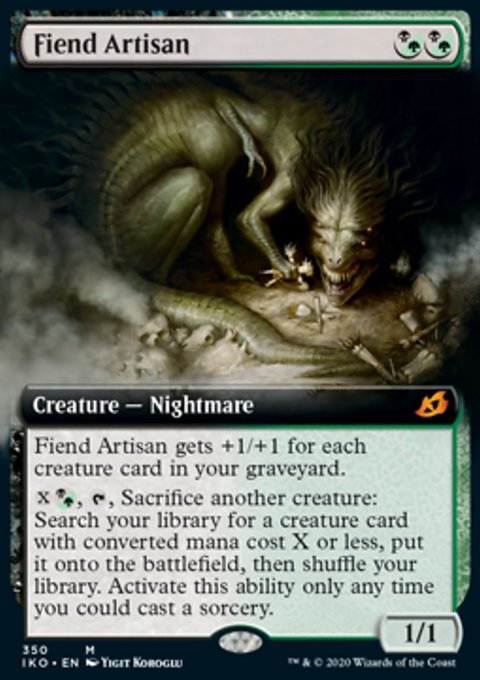 Fiend Artisan
Creature — Nightmare
Fiend Artisan gets +1/+1 for each
creature card in your graveyard.
X , , Sacrifice another creature:
Search your library for a creature card
with converted mana cost X or less, put
it onto the battlefield, then shuffle your
library. Activate this ability only any time
you could cast a sorcery.
1/1
350 M
IKO • EN Yigit Koroglu
™ & © 2020 Wizards of the Coast